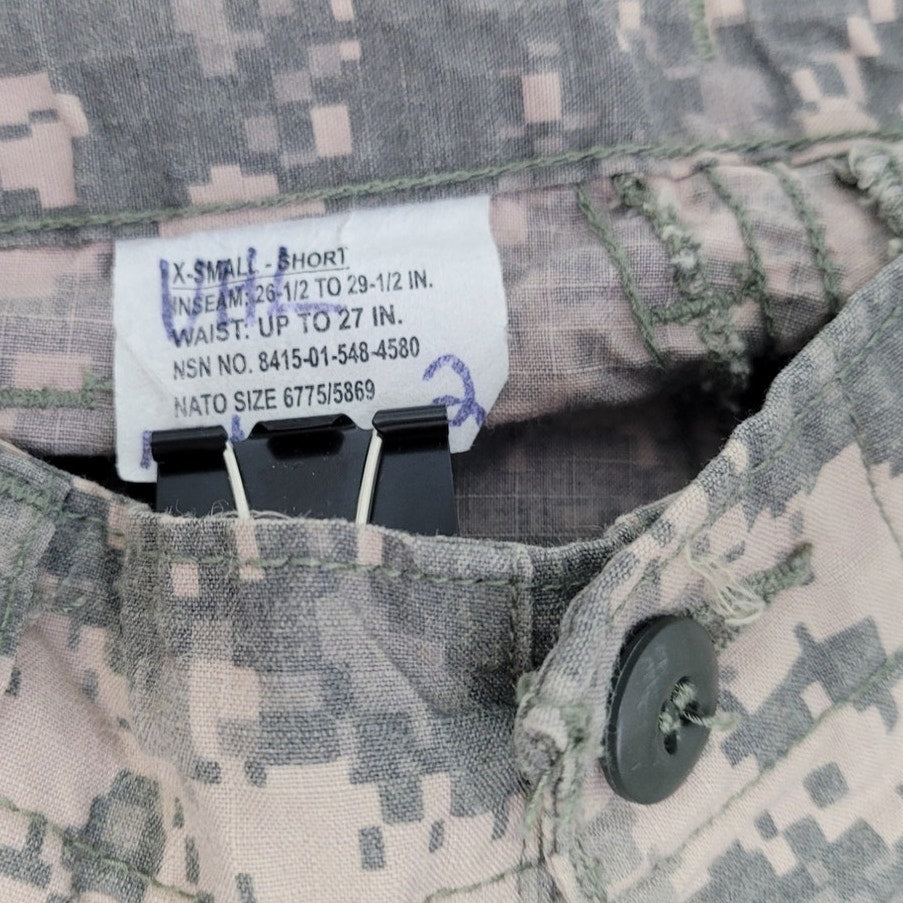 X-SMALL - SHORT
INSEAM: 26-1/2 TO 29-1/2 IN.
WAIST: UP TO 27 IN.
NSN NO. 8415-01-548-4580
NATO SIZE 6775/5869
2